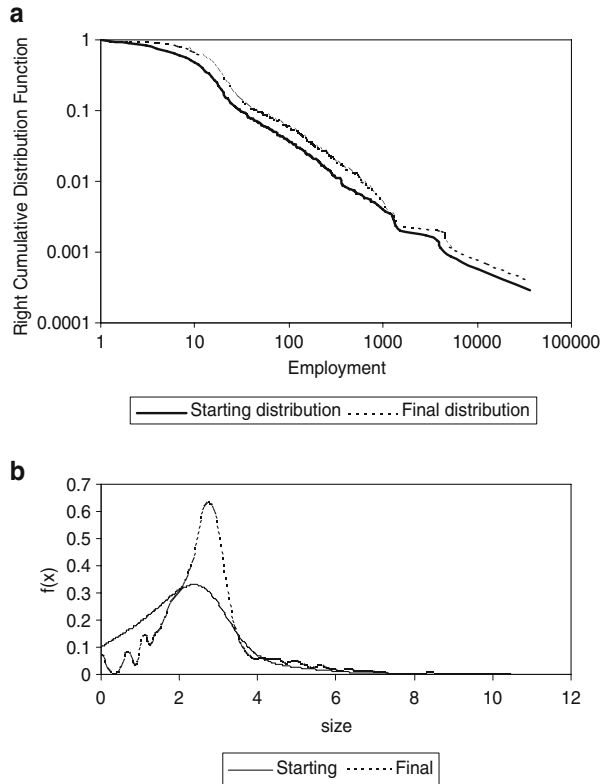 a
Right Cumulative Distribution Function
1
0.1
0.01
0.001
0.0001
1 10 100 1000 10000 100000
Employment
Starting distribution Final distribution
b
f(x)
0.7
0.6
0.5
0.4
0.3
0.2
0.1
0
0 2 4 6 8 10 12
size
Starting Final